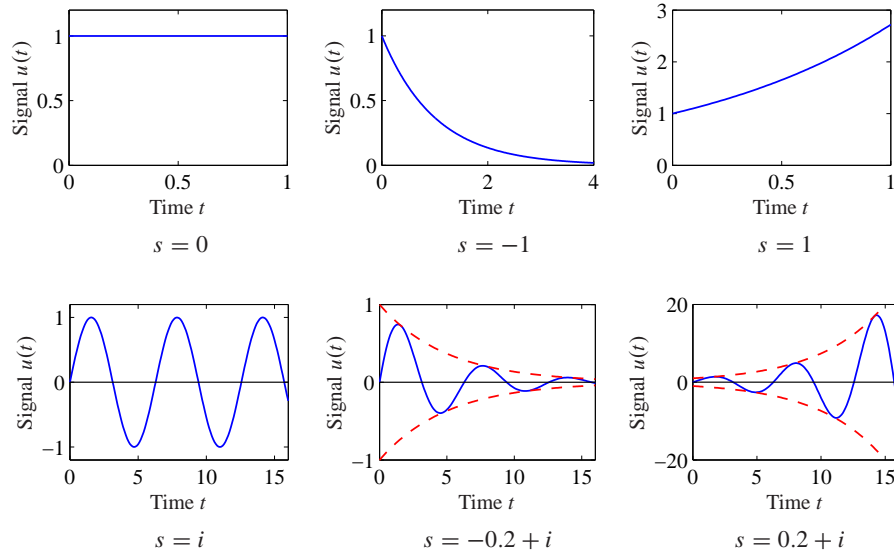 1
0.5
0
0
0.5
1
Signal u(t)
Time t
s = 0
1
0.5
0
0
2
4
Signal u(t)
Time t
s = −1
3
2
1
0
0
0.5
1
Signal u(t)
Time t
s = 1
1
0
−1
0
5
10
15
Signal u(t)
Time t
s = i
1
0
−1
0
5
10
15
Signal u(t)
Time t
s = −0.2 + i
20
0
−20
0
5
10
15
Signal u(t)
Time t
s = 0.2 + i